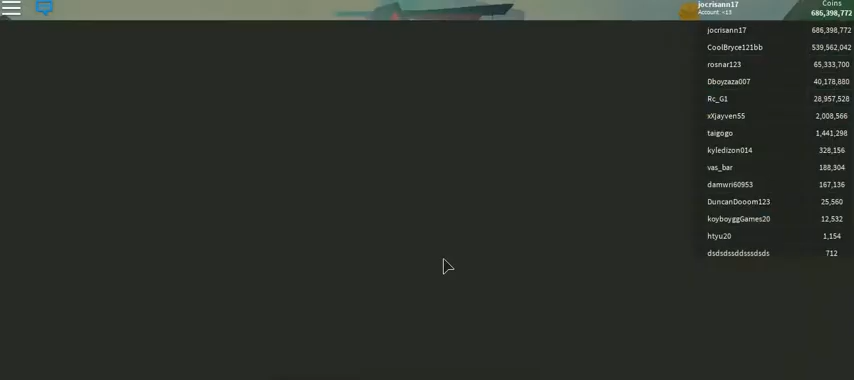 jocrisann17
Account: <13
Coins
686,398,772
jocrisann17 686,398,772
CoolBryce121bb 539,562,042
rosnar123 65,333,700
Dboyzaza007 40,178,880
Rc_G1 28,957,528
xXjayven55 2,008,566
taigogo 1,441,298
kyledizon014 328,156
vas_bar 188,304
damwri60953 167,136
DuncanDooom123 25,560
koyboyggGames20 12,532
htyu20 1,154
dsdsdssddsssdsds 712